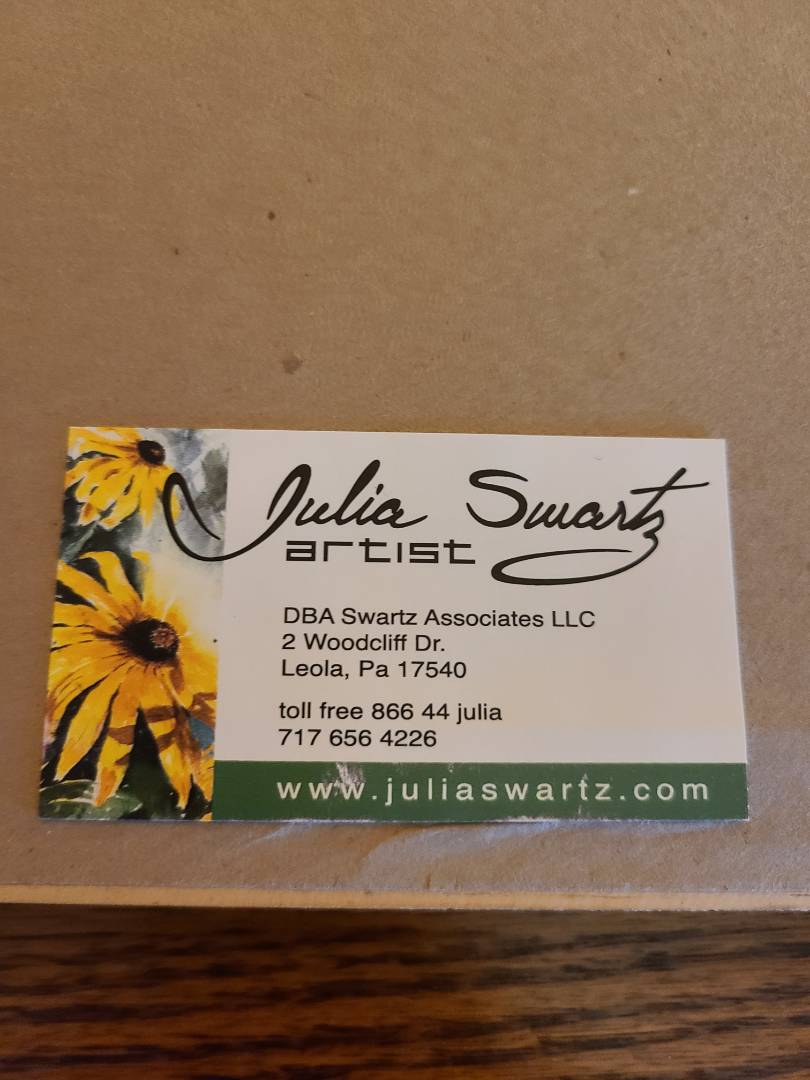 Julia Swartz
artist
DBA Swartz Associates LLC
2 Woodcliff Dr.
Leola, Pa 17540
toll free 866 44 julia
717 656 4226
www.juliaswartz.com